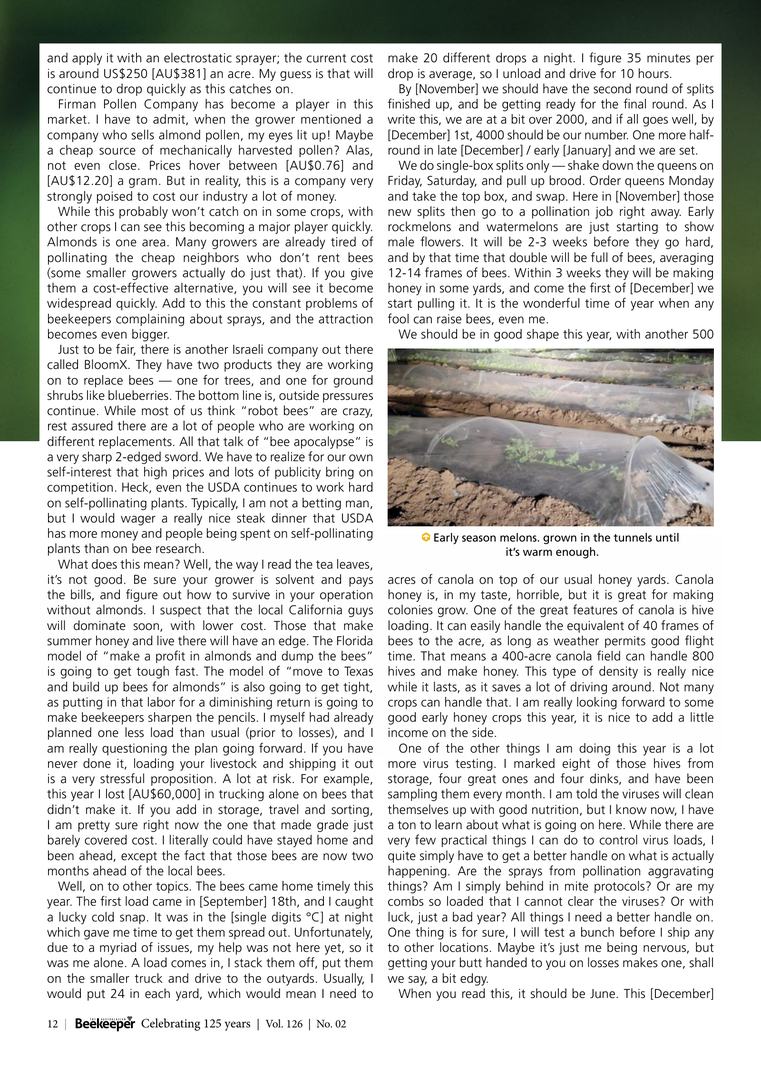 and apply it with an electrostatic sprayer; the current cost
is around US$250 [AU$381] an acre. My guess is that will
continue to drop quickly as this catches on.
Firman Pollen Company has become a player in this
market. I have to admit, when the grower mentioned a
company who sells almond pollen, my eyes lit up! Maybe
a cheap source of mechanically harvested pollen? Alas,
not even close. Prices hover between [AU$0.76] and
[AU$12.20] a gram. But in reality, this is a company very
strongly poised to cost our industry a lot of money.
While this probably won’t catch on in some crops, with
other crops I can see this becoming a major player quickly.
Almonds is one area. Many growers are already tired of
pollinating the cheap neighbors who don’t rent bees
(some smaller growers actually do just that). If you give
them a cost-effective alternative, you will see it become
widespread quickly. Add to this the constant problems of
beekeepers complaining about sprays, and the attraction
becomes even bigger.
Just to be fair, there is another Israeli company out there
called BloomX. They have two products they are working
on to replace bees — one for trees, and one for ground
shrubs like blueberries. The bottom line is, outside pressures
continue. While most of us think “robot bees” are crazy,
rest assured there are a lot of people who are working on
different replacements. All that talk of “bee apocalypse” is
a very sharp 2-edged sword. We have to realize for our own
self-interest that high prices and lots of publicity bring on
competition. Heck, even the USDA continues to work hard
on self-pollinating plants. Typically, I am not a betting man,
but I would wager a really nice steak dinner that USDA
has more money and people being spent on self-pollinating
plants than on bee research.
What does this mean? Well, the way I read the tea leaves,
it’s not good. Be sure your grower is solvent and pays
the bills, and figure out how to survive in your operation
without almonds. I suspect that the local California guys
will dominate soon, with lower cost. Those that make
summer honey and live there will have an edge. The Florida
model of “make a profit in almonds and dump the bees”
is going to get tough fast. The model of “move to Texas
and build up bees for almonds” is also going to get tight,
as putting in that labor for a diminishing return is going to
make beekeepers sharpen the pencils. I myself had already
planned one less load than usual (prior to losses), and I
am really questioning the plan going forward. If you have
never done it, loading your livestock and shipping it out
is a very stressful proposition. A lot at risk. For example,
this year I lost [AU$60,000] in trucking alone on bees that
didn’t make it. If you add in storage, travel and sorting,
I am pretty sure right now the one that made grade just
barely covered cost. I literally could have stayed home and
been ahead, except the fact that those bees are now two
months ahead of the local bees.
Well, on to other topics. The bees came home timely this
year. The first load came in [September] 18th, and I caught
a lucky cold snap. It was in the [single digits °C] at night
which gave me time to get them spread out. Unfortunately,
due to a myriad of issues, my help was not here yet, so it
was me alone. A load comes in, I stack them off, put them
on the smaller truck and drive to the outyards. Usually, I
would put 24 in each yard, which would mean I need to
make 20 different drops a night. I figure 35 minutes per
drop is average, so I unload and drive for 10 hours.
By [November] we should have the second round of splits
finished up, and be getting ready for the final round. As I
write this, we are at a bit over 2000, and if all goes well, by
[December] 1st, 4000 should be our number. One more half-
round in late [December] / early [January] and we are set.
We do single-box splits only — shake down the queens on
Friday, Saturday, and pull up brood. Order queens Monday
and take the top box, and swap. Here in [November] those
new splits then go to a pollination job right away. Early
rockmelons and watermelons are just starting to show
male flowers. It will be 2-3 weeks before they go hard,
and by that time that double will be full of bees, averaging
12-14 frames of bees. Within 3 weeks they will be making
honey in some yards, and come the first of [December] we
start pulling it. It is the wonderful time of year when any
fool can raise bees, even me.
We should be in good shape this year, with another 500
Early season melons. grown in the tunnels until
it’s warm enough.
acres of canola on top of our usual honey yards. Canola
honey is, in my taste, horrible, but it is great for making
colonies grow. One of the great features of canola is hive
loading. It can easily handle the equivalent of 40 frames of
bees to the acre, as long as weather permits good flight
time. That means a 400-acre canola field can handle 800
hives and make honey. This type of density is really nice
while it lasts, as it saves a lot of driving around. Not many
crops can handle that. I am really looking forward to some
good early honey crops this year, it is nice to add a little
income on the side.
One of the other things I am doing this year is a lot
more virus testing. I marked eight of those hives from
storage, four great ones and four dinks, and have been
sampling them every month. I am told the viruses will clean
themselves up with good nutrition, but I know now, I have
a ton to learn about what is going on here. While there are
very few practical things I can do to control virus loads, I
quite simply have to get a better handle on what is actually
happening. Are the sprays from pollination aggravating
things? Am I simply behind in mite protocols? Or are my
combs so loaded that I cannot clear the viruses? Or with
luck, just a bad year? All things I need a better handle on.
One thing is for sure, I will test a bunch before I ship any
to other locations. Maybe it’s just me being nervous, but
getting your butt handed to you on losses makes one, shall
we say, a bit edgy.
When you read this, it should be June. This [December]
12 | Beekeeper Celebrating 125 years | Vol. 126 | No. 02